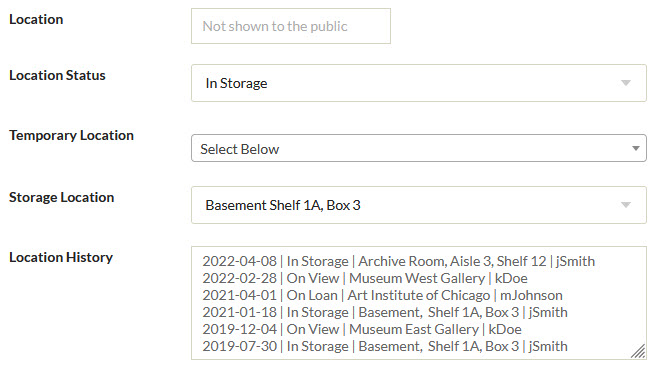 Location
Not shown to the public
Location Status
In Storage
Temporary Location
Select Below
Storage Location
Basement Shelf 1A, Box 3
Location History
2022-04-08 | In Storage | Archive Room, Aisle 3, Shelf 12 | jSmith
2022-02-28 | On View | Museum West Gallery | kDoe
2021-04-01 | On Loan | Art Institute of Chicago | mJohnson
2021-01-18 | In Storage | Basement,  Shelf 1A, Box 3 | jSmith
2019-12-04 | On View | Museum East Gallery | kDoe
2019-07-30 | In Storage | Basement,  Shelf 1A, Box 3 | jSmith